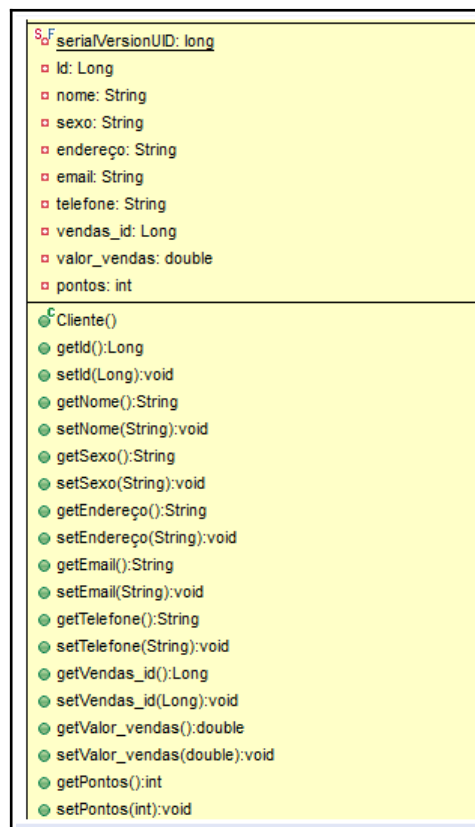 S F serialVersionUID: long
Id: Long
nome: String
sexo: String
endereço: String
email: String
telefone: String
vendas_id: Long
valor_vendas: double
pontos: int
C Cliente()
getId():Long
setId(Long):void
getNome():String
setNome(String):void
getSexo():String
setSexo(String):void
getEndereço():String
setEndereço(String):void
getEmail():String
setEmail(String):void
getTelefone():String
setTelefone(String):void
getVendas_id():Long
setVendas_id(Long):void
getValor_vendas():double
setValor_vendas(double):void
getPontos():int
setPontos(int):void